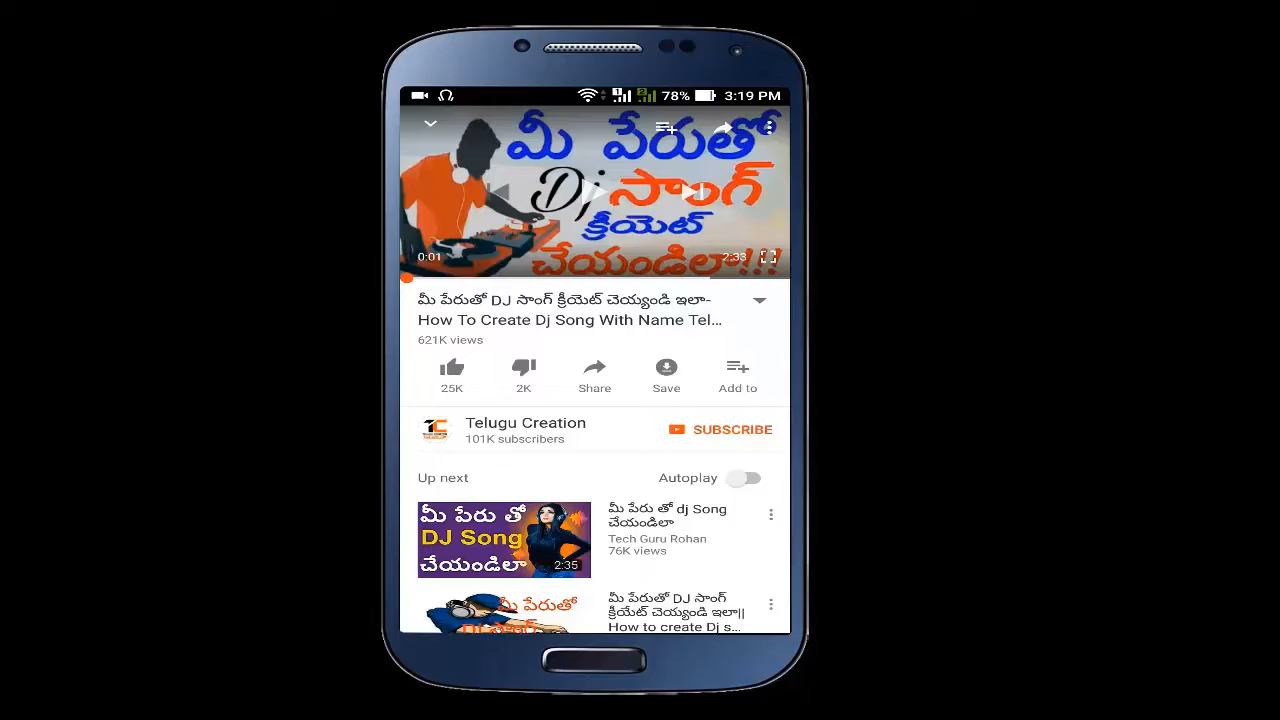 78% 3:19 PM
మీ పేరుతో
Dj సాంగ్
క్రీయెట్
చేయండిలా!!!
0:01
2:33
మీ పేరుతో DJ సాంగ్ క్రీయెట్ చెయ్యండి ఇలా-
How To Create Dj Song With Name Tel...
621K views
25K
2K
Share
Save
Add to
Telugu Creation
101K subscribers
SUBSCRIBE
Up next
Autoplay
మీ పేరు తో
DJ Song
చేయండిలా
2:35
మీ పేరు తో dj Song
చేయండిలా
Tech Guru Rohan
76K views
మీ పేరుతో
మీ పేరుతో DJ సాంగ్
క్రీయేట్ చెయ్యండి ఇలా||
How to create Dj s...